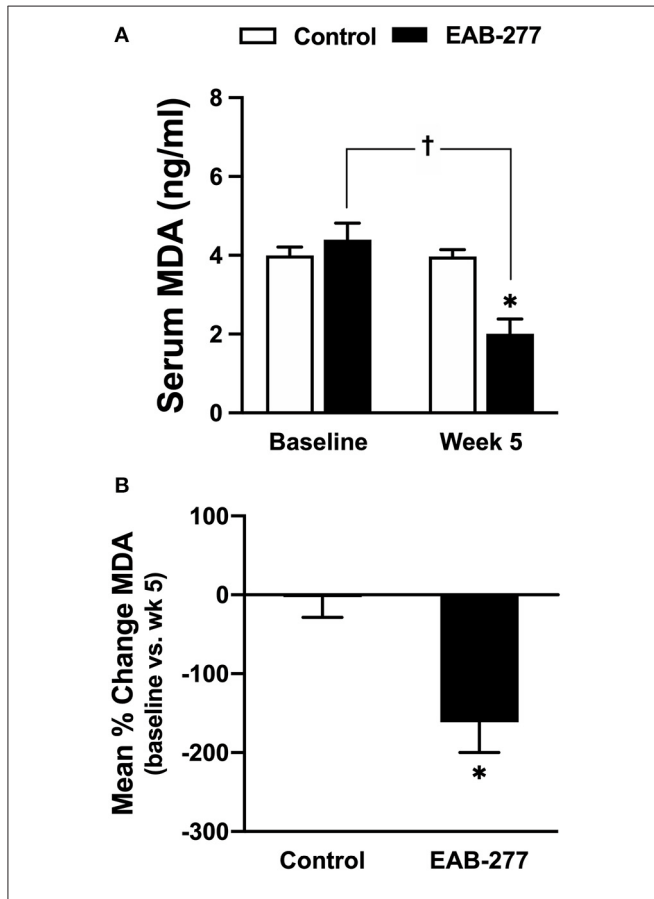 A
Control EAB-277
Serum MDA (ng/ml)
8
6
4
2
0
†
*
Baseline Week 5
B
Mean % Change MDA
(baseline vs. wk 5)
100
0
-100
-200
-300
*
Control EAB-277